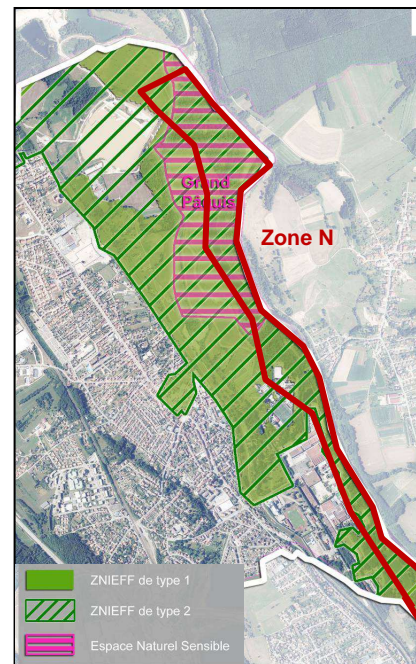 Grand
Pâquis
Zone N
ZNIEFF de type 1
ZNIEFF de type 2
Espace Naturel Sensible